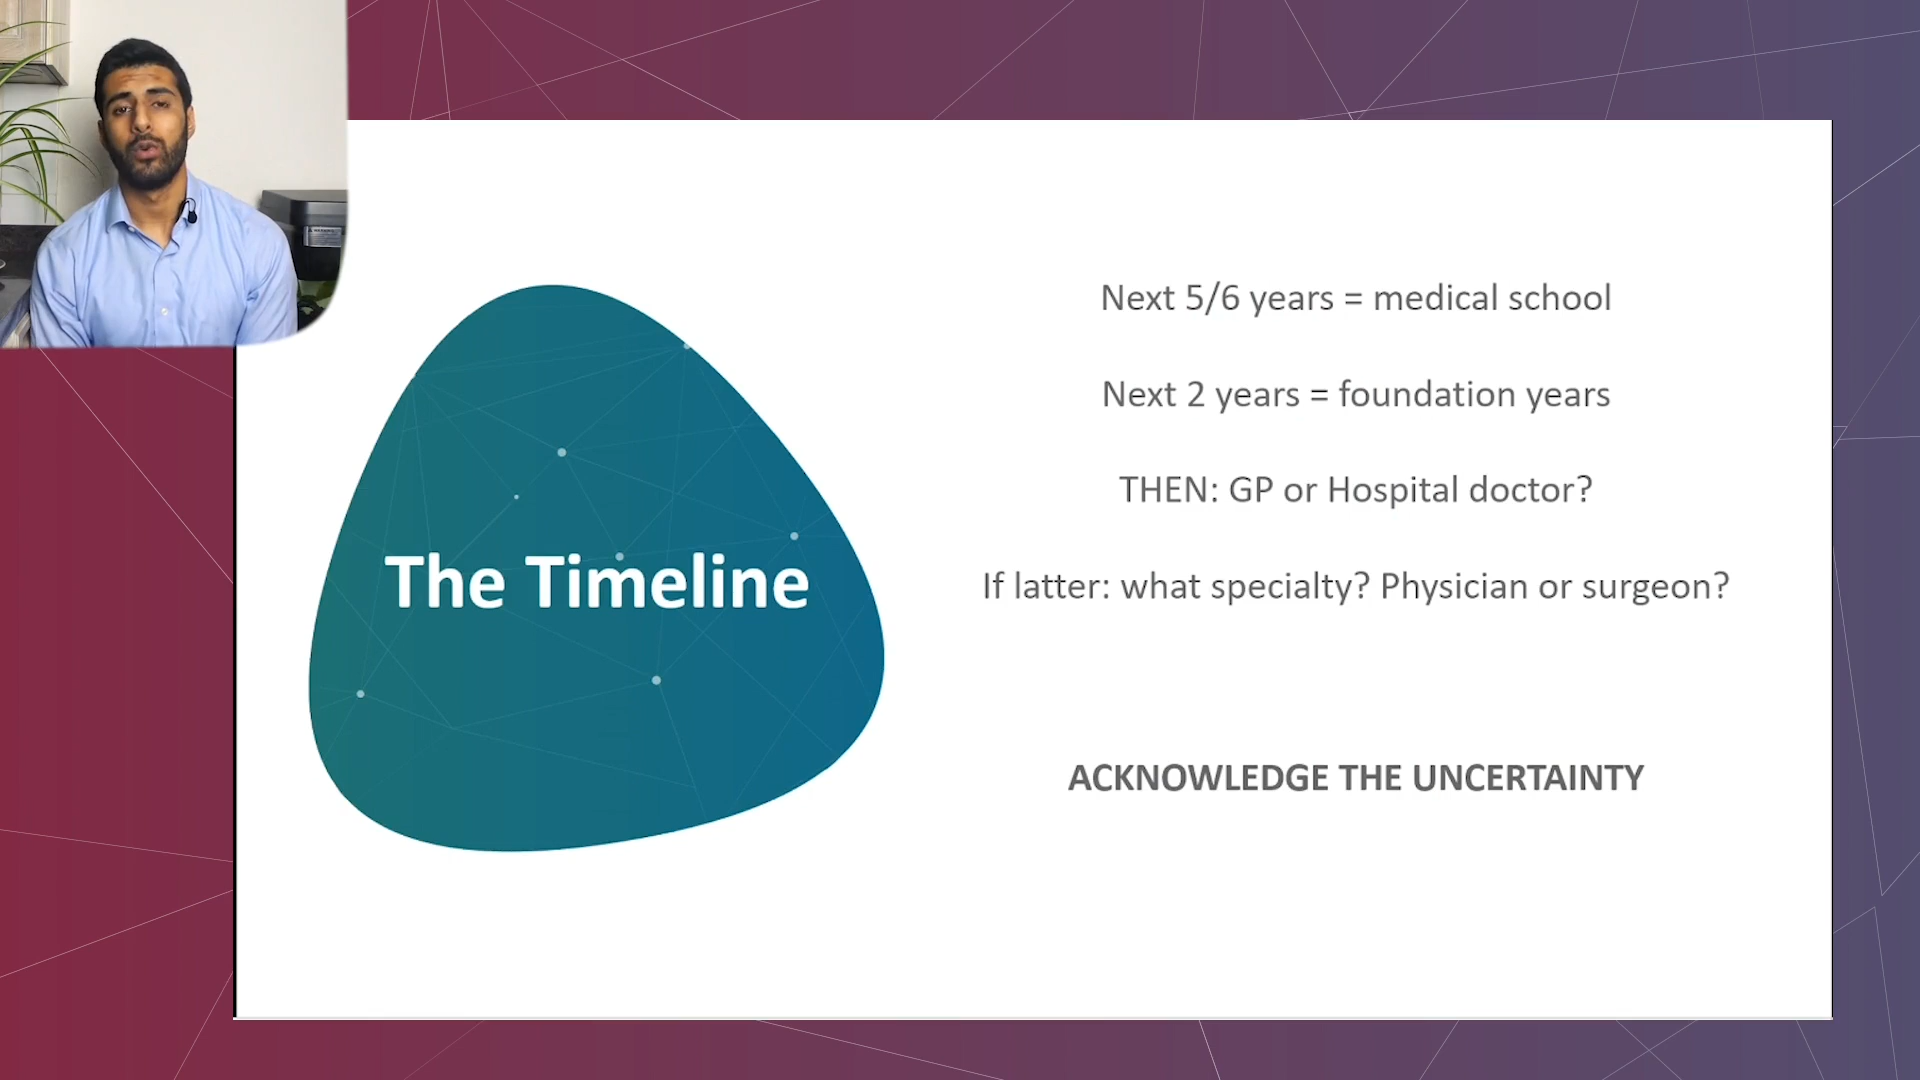 The Timeline
Next 5/6 years = medical school
Next 2 years = foundation years
THEN: GP or Hospital doctor?
If latter: what specialty? Physician or surgeon?
ACKNOWLEDGE THE UNCERTAINTY